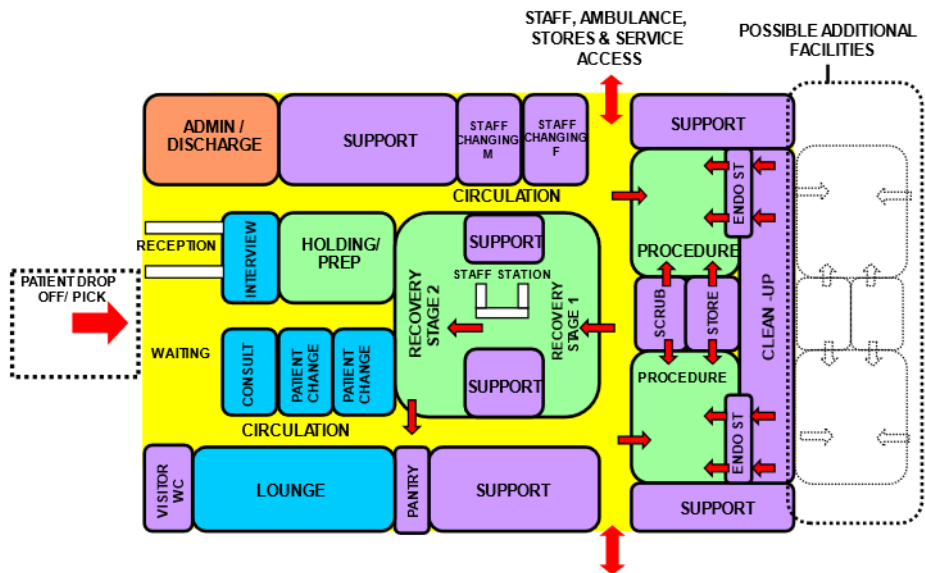 STAFF, AMBULANCE,
STORES & SERVICE
ACCESS
POSSIBLE ADDITIONAL
FACILITIES
ADMIN /
DISCHARGE
SUPPORT
STAFF
CHANGING
M
STAFF
CHANGING
F
SUPPORT
CIRCULATION
ENDO ST
RECEPTION
INTERVIEW
HOLDING/
PREP
SUPPORT
PROCEDURE
STAFF STATION
PATIENT DROP
OFF/ PICK
RECOVERY
STAGE 2
RECOVERY
STAGE 1
SCRUB
STORE
CLEAN -UP
WAITING
CONSULT
PATIENT
CHANGE
PATIENT
CHANGE
SUPPORT
PROCEDURE
CIRCULATION
ENDO ST
VISITOR
WC
LOUNGE
PANTRY
SUPPORT
SUPPORT